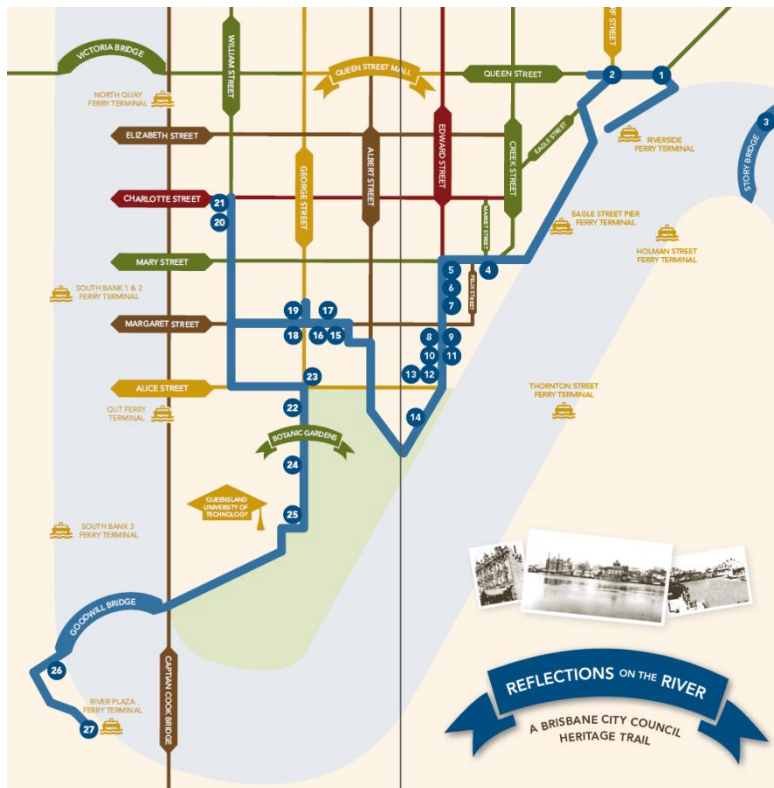 RF STREET
VICTORIA BRIDGE
WILLIAM STREET
QUEEN STREET MALL
QUEEN STREET
2
1
NORTH QUAY
FERRY TERMINAL
3
STORY BRIDGE
ELIZABETH STREET
EAGLE STREET
RIVERSIDE
FERRY TERMINAL
GEORGE STREET
ALBERT STREET
EDWARD STREET
CREEK STREET
CHARLOTTE STREET
21
20
MARKET STREET
EAGLE STREET PIER
FERRY TERMINAL
HOLMAN STREET
FERRY TERMINAL
MARY STREET
5
4
6
7
FELIX STREET
SOUTH BANK 1 & 2
FERRY TERMINAL
19
17
MARGARET STREET
18
16
15
8
9
10
11
13
12
23
ALICE STREET
QUT FERRY
TERMINAL
22
14
THORNTON STREET
FERRY TERMINAL
BOTANIC GARDENS
24
QUEENSLAND
UNIVERSITY OF
TECHNOLOGY
25
SOUTH BANK 3
FERRY TERMINAL
GOODWILL BRIDGE
CAPTIAN COOK BRIDGE
26
RIVER PLAZA
FERRY TERMINAL
27
REFLECTIONS ON THE RIVER
A BRISBANE CITY COUNCIL
HERITAGE TRAIL